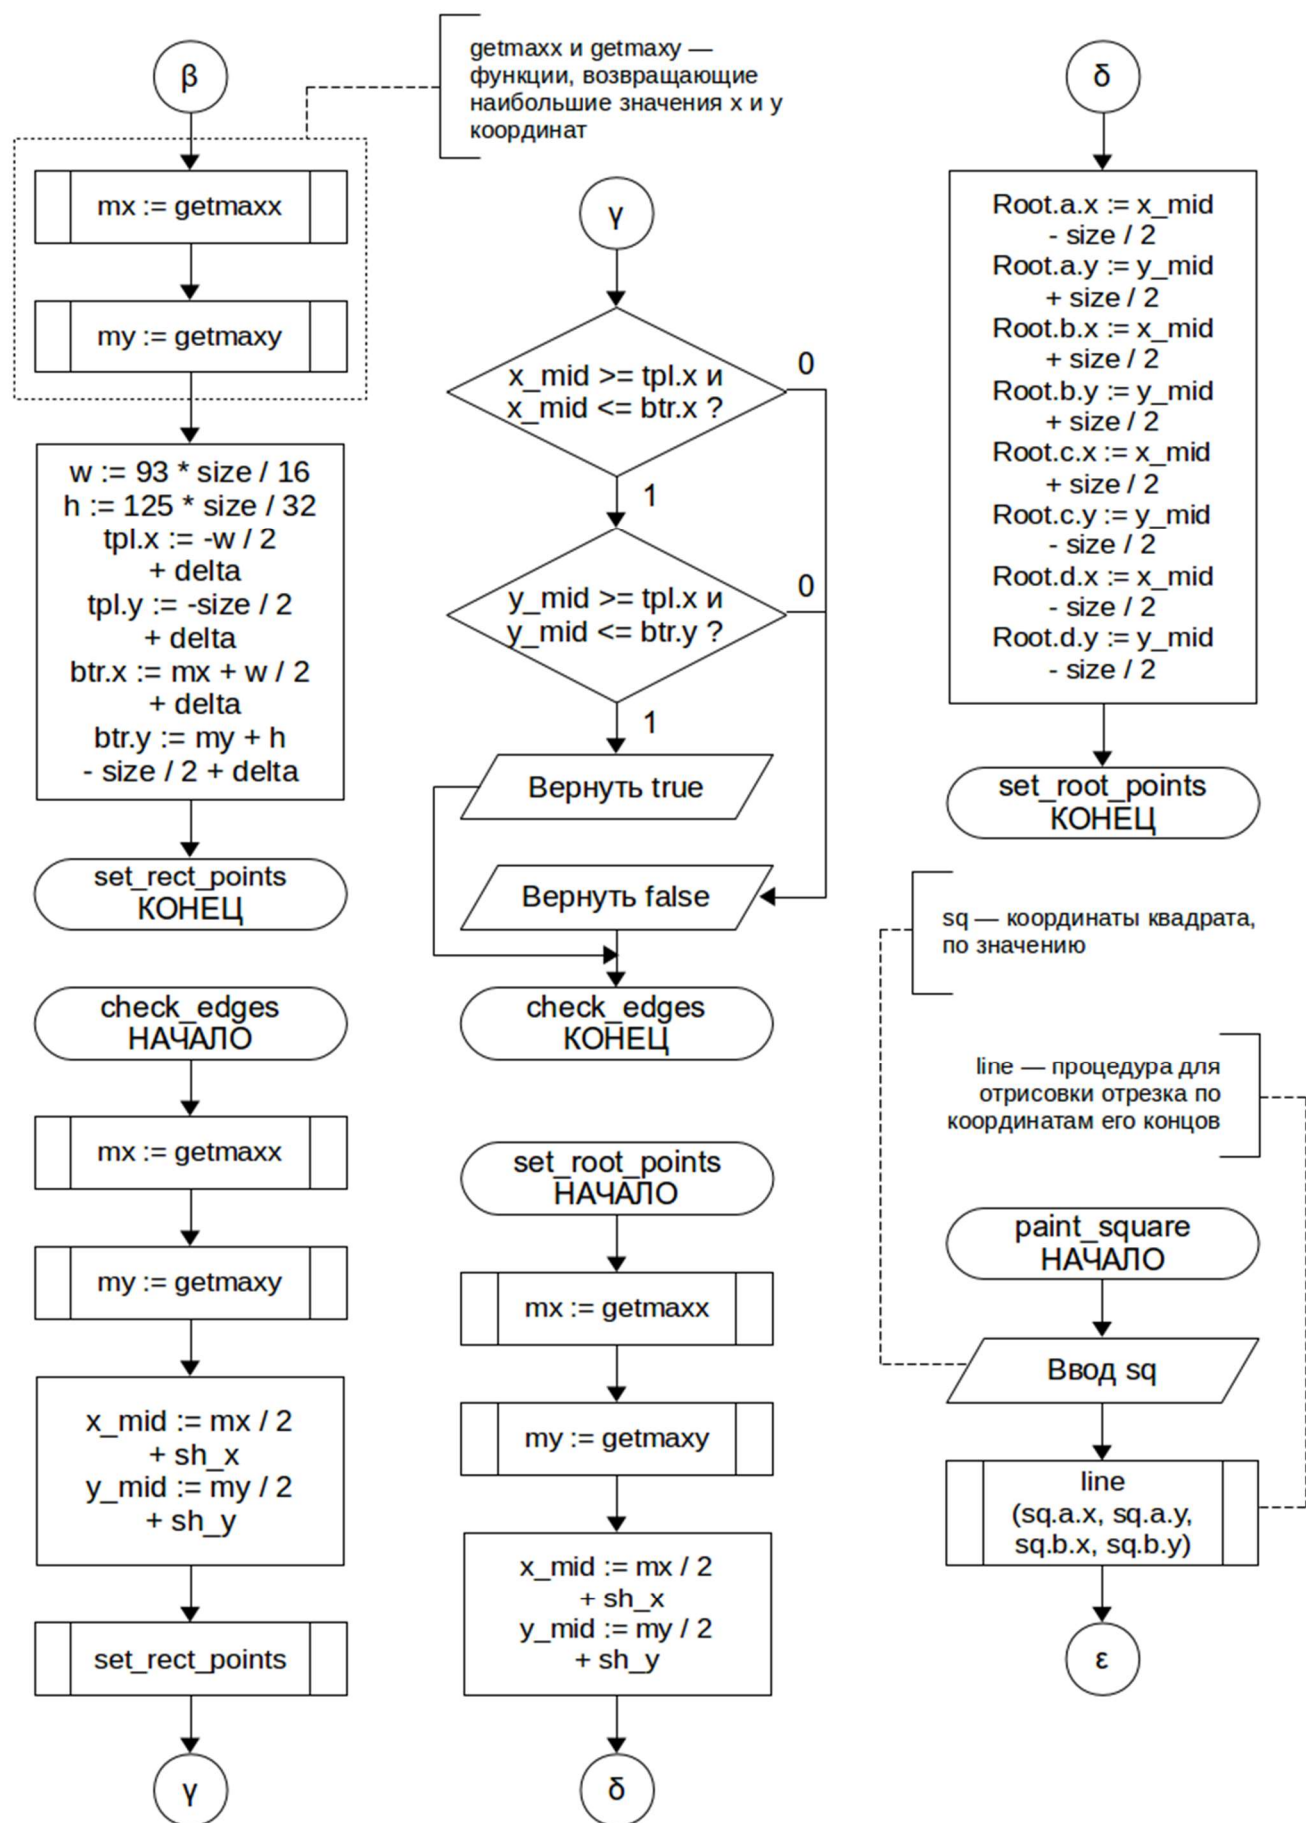 β
getmaxx и getmaxy —
функции, возвращающие
наибольшие значения x и y
координат
mx := getmaxx
my := getmaxy
w := 93 * size / 16
h := 125 * size / 32
tpl.x := -w / 2
+ delta
tpl.y := -size / 2
+ delta
btr.x := mx + w / 2
+ delta
btr.y := my + h
- size / 2 + delta
set_rect_points
КОНЕЦ
check_edges
НАЧАЛО
mx := getmaxx
my := getmaxy
x_mid := mx / 2
+ sh_x
y_mid := my / 2
+ sh_y
set_rect_points
γ
γ
x_mid >= tpl.x и
x_mid <= btr.x ?
0
1
y_mid >= tpl.x и
y_mid <= btr.y ?
0
1
Вернуть true
Вернуть false
check_edges
КОНЕЦ
set_root_points
НАЧАЛО
mx := getmaxx
my := getmaxy
x_mid := mx / 2
+ sh_x
y_mid := my / 2
+ sh_y
δ
δ
Root.a.x := x_mid
- size / 2
Root.a.y := y_mid
+ size / 2
Root.b.x := x_mid
+ size / 2
Root.b.y := y_mid
+ size / 2
Root.c.x := x_mid
+ size / 2
Root.c.y := y_mid
- size / 2
Root.d.x := x_mid
- size / 2
Root.d.y := y_mid
- size / 2
set_root_points
КОНЕЦ
sq — координаты квадрата,
по значению
line — процедура для
отрисовки отрезка по
координатам его концов
paint_square
НАЧАЛО
Ввод sq
line
(sq.a.x, sq.a.y,
sq.b.x, sq.b.y)
ε